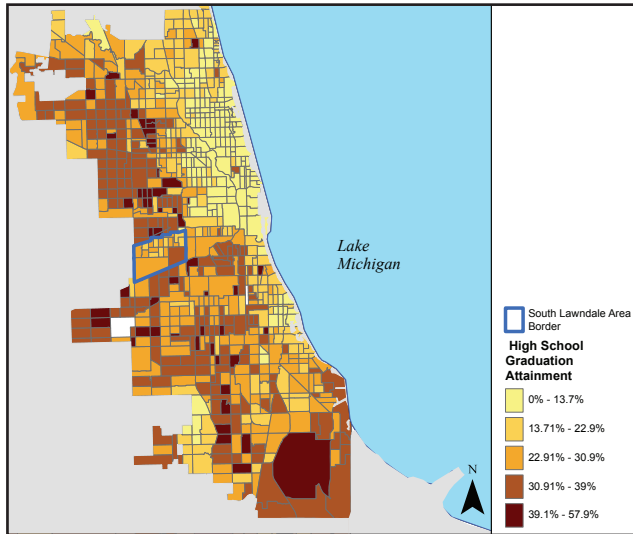 Lake
Michigan
N
South Lawndale Area
Border
High School
Graduation
Attainment
0% - 13.7%
13.71% - 22.9%
22.91% - 30.9%
30.91% - 39%
39.1% - 57.9%